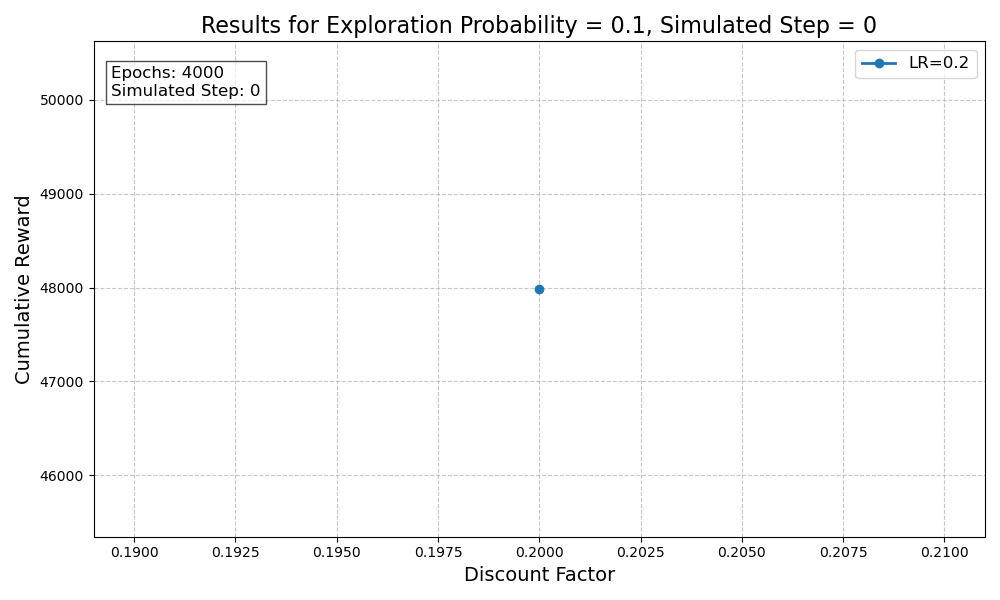 Results for Exploration Probability = 0.1, Simulated Step = 0
Epochs: 4000
Simulated Step: 0
LR=0.2
Cumulative Reward
50000
49000
48000
47000
46000
0.1900 0.1925 0.1950 0.1975 0.2000 0.2025 0.2050 0.2075 0.2100
Discount Factor